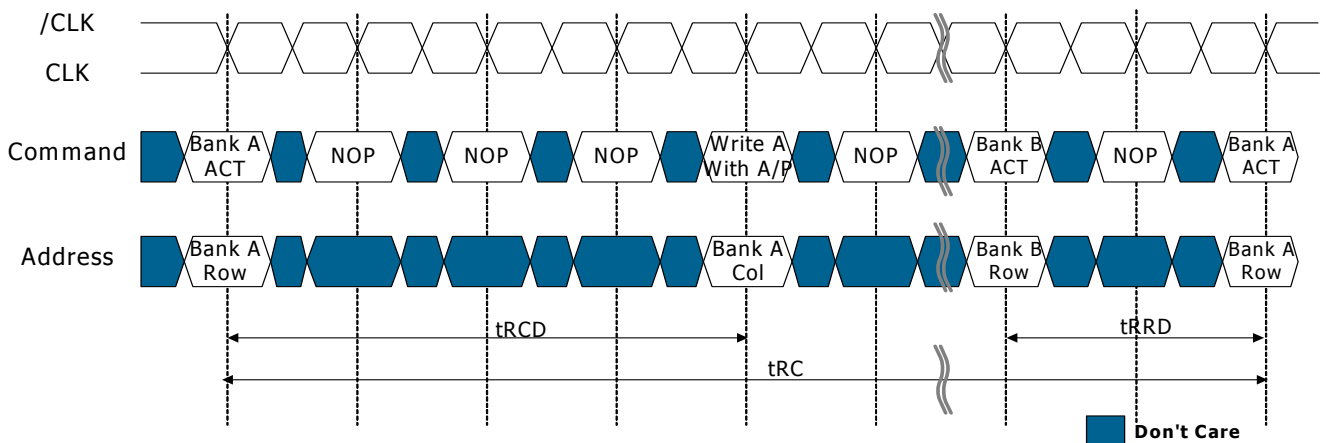 /CLK
CLK
Command
Bank A
ACT
NOP
NOP
NOP
Write A
With A/P
NOP
Bank B
ACT
NOP
Bank A
ACT
Address
Bank A
Row
Bank A
Col
Bank B
Row
Bank A
Row
tRCD
tRRD
tRC
Don't Care